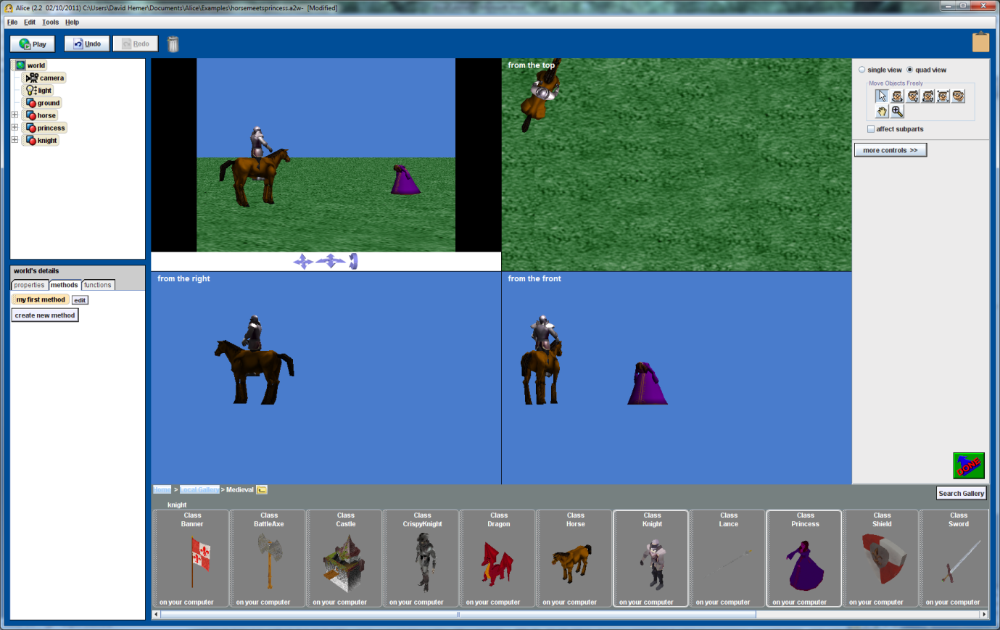 Alice (2.2 02/10/2011) C:\Users\David Hemer\Documents\Alice\Examples\horsemeetsprincess.a2w- [Modified]
File Edit Tools Help
Play Undo Redo
world
camera
light
ground
horse
princess
knight
world's details
properties methods functions
my first method edit
create new method
from the top
from the right
from the front
single view quad view
Move Objects Freely
affect subparts
more controls >>
DONE
Home > Local Gallery > Medieval
Search Gallery
knight
Class Class Class Class Class Class Class Class Class Class Class
Banner BattleAxe Castle CrispyKnight Dragon Horse Knight Lance Princess Shield Sword
on your computer on your computer on your computer on your computer on your computer on your computer on your computer on your computer on your computer on your computer on your computer